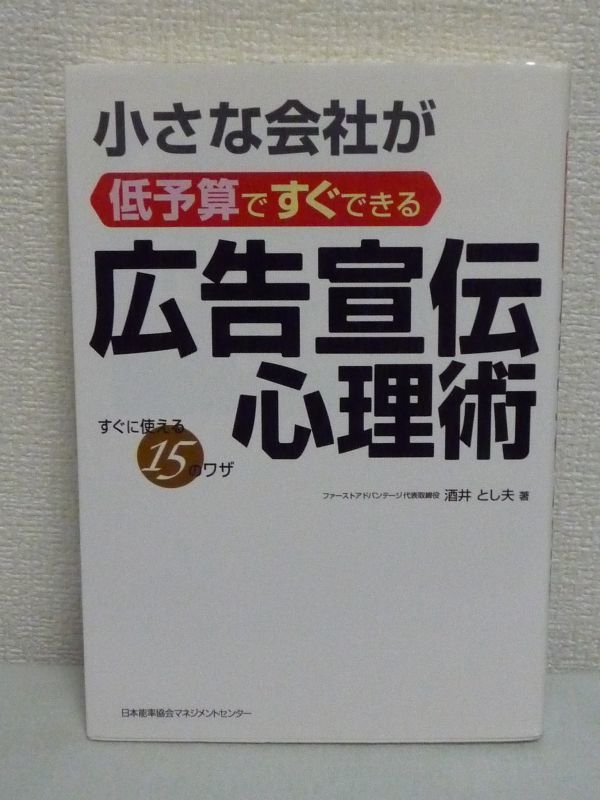 小さな会社が
低予算ですぐできる
広告宣伝
心理術
すぐに使える
15のワザ
ファーストアドバンテージ代表取締役 酒井 とし夫 著
日本能率協会マネジメントセンター